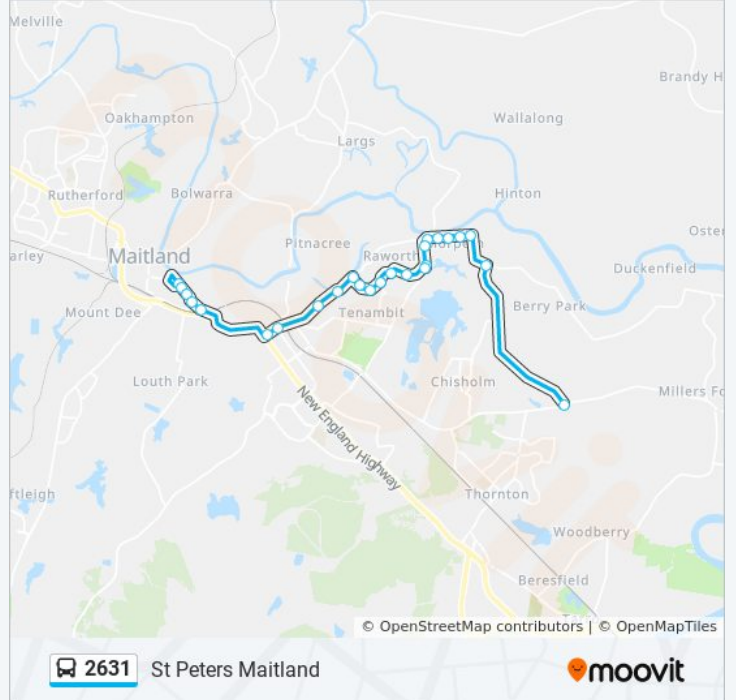 Melville
Brandy H
Oakhampton
Wallalong
Largs
Rutherford
Bolwarra
Hinton
Pitnacree
Oster
arley
Maitland
Raworth
Duckenfield
Mount Dee
Tenambit
Berry Park
Louth Park
Chisholm
Millers Fo
New England Highway
ftleigh
Thornton
Woodberry
Beresfield
© OpenStreetMap contributors | © OpenMapTiles
2631 St Peters Maitland
moovit